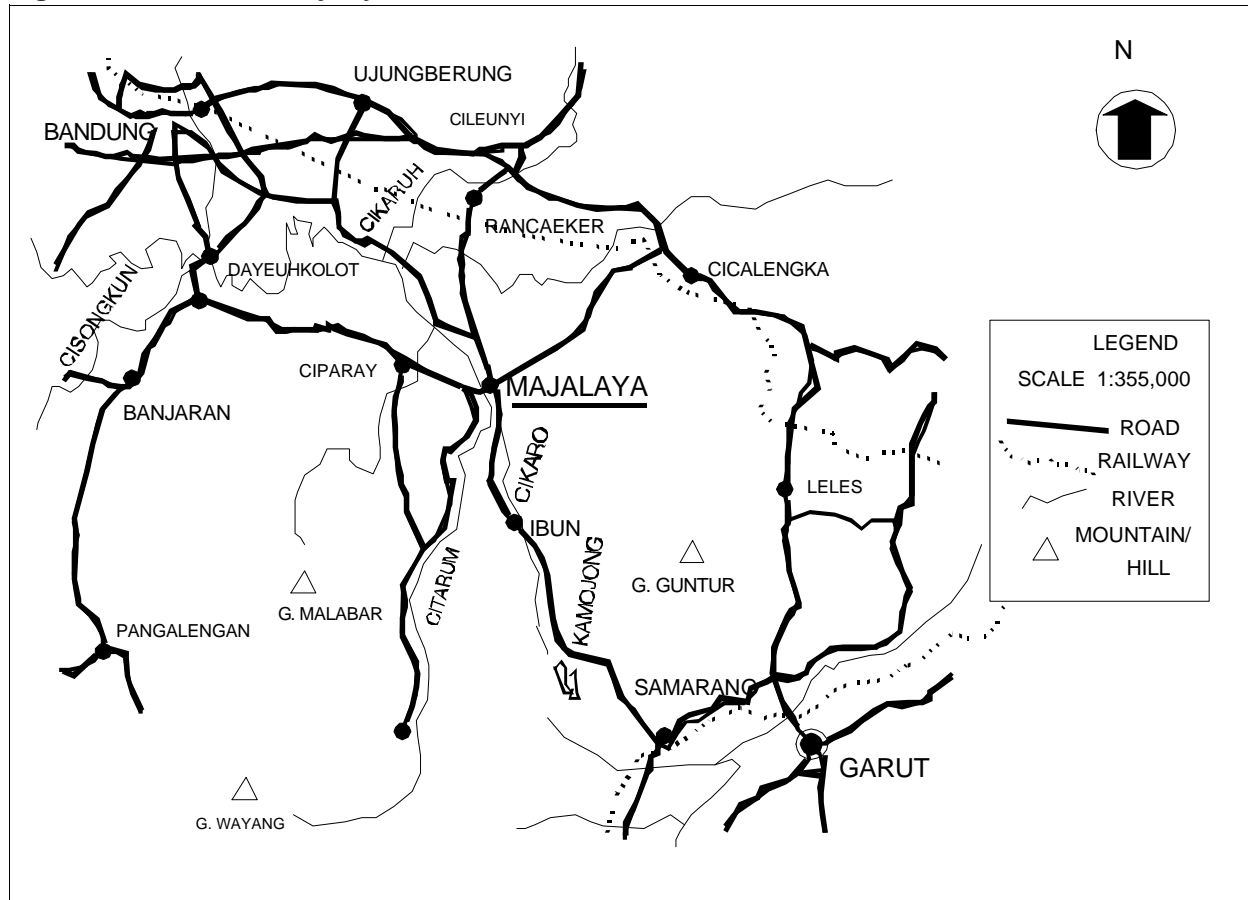 N
UJUNGBERUNG
CILEUNYI
BANDUNG
CIKARUH
RANCAEKER
DAYEUHKOLOT
CICALENGKA
CISONGKUN
CIPARAY
MAJALAYA
BANJARAN
CIKARO
LELES
IBUN
CITARUM
KAMOJONG
G. GUNTUR
G. MALABAR
PANGALENGAN
SAMARANG
GARUT
G. WAYANG
LEGEND
SCALE 1:355,000
ROAD
RAILWAY
RIVER
MOUNTAIN/
HILL